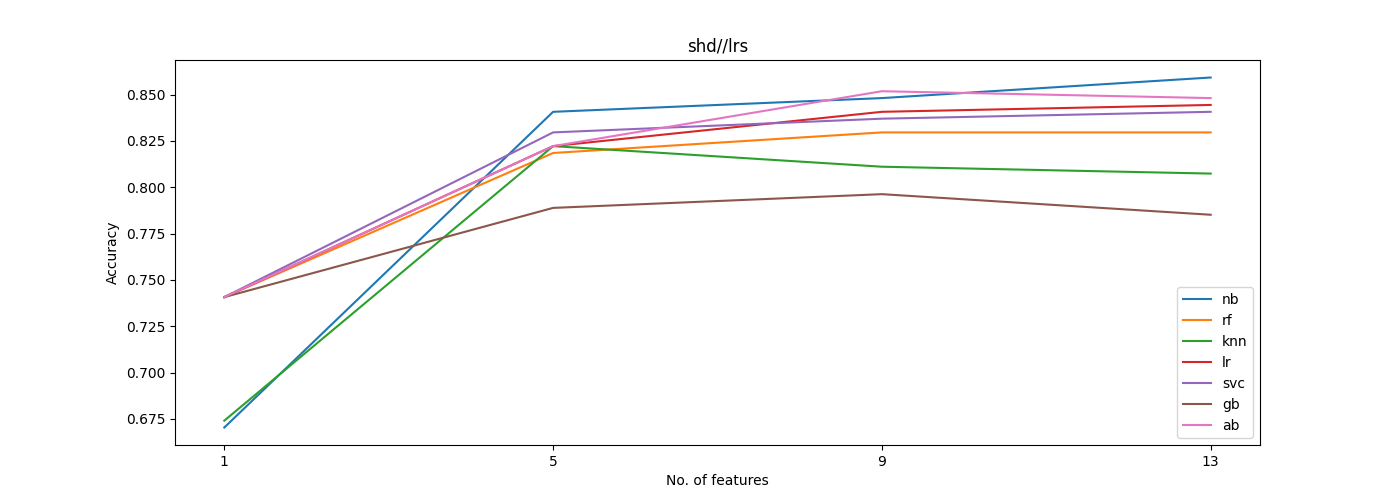 shd//lrs
Accuracy
0.850
0.825
0.800
0.775
0.750
0.725
0.700
0.675
1 5 9 13
No. of features
nb
rf
knn
lr
svc
gb
ab